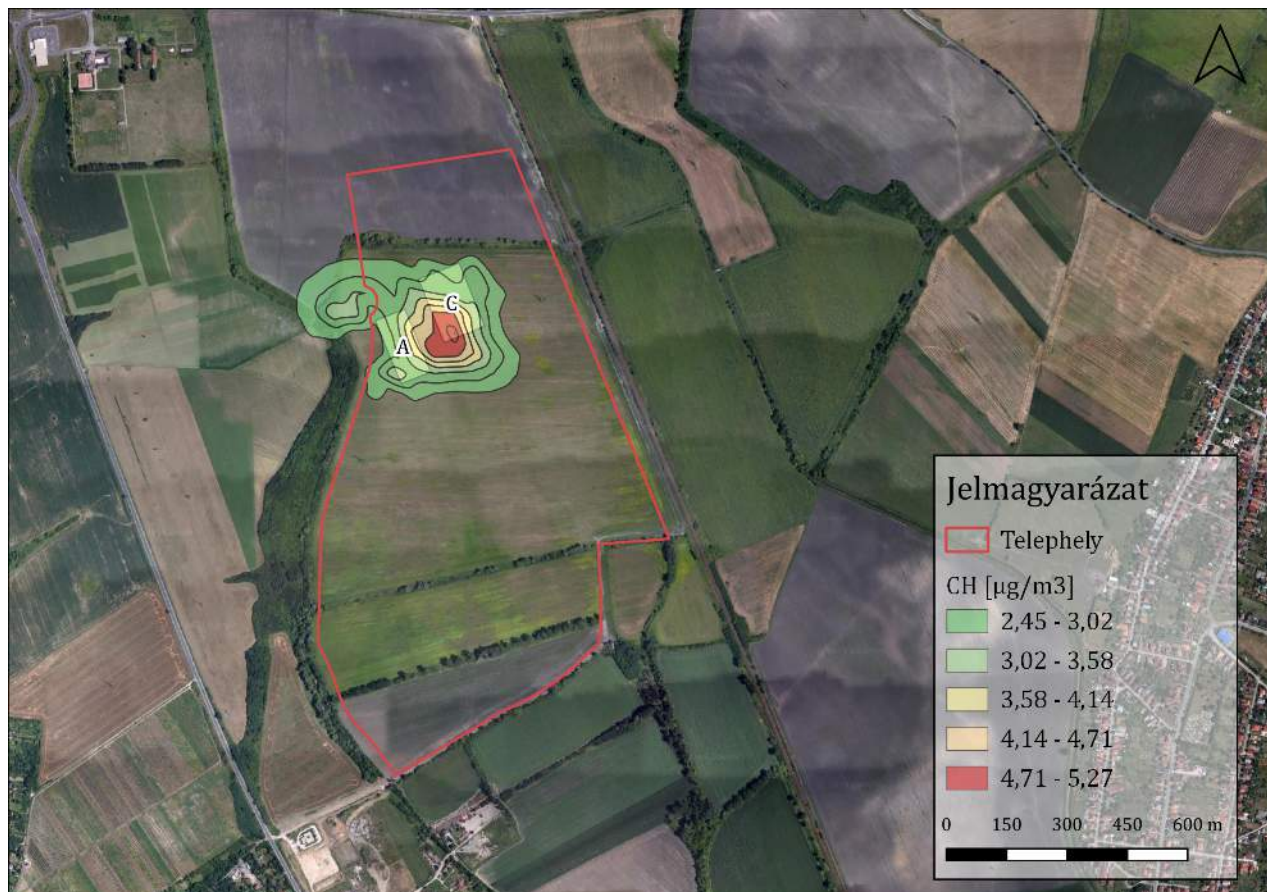 C
A
Jelmagyarázat
Telephely
CH [µg/m3]
2,45 - 3,02
3,02 - 3,58
3,58 - 4,14
4,14 - 4,71
4,71 - 5,27
0 150 300 450 600 m